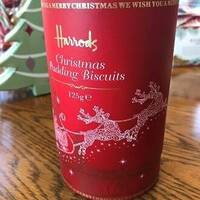 A MERRY CHRISTMAS WE WISH YOU A
Harrods
Christmas
Pudding Biscuits
125g e